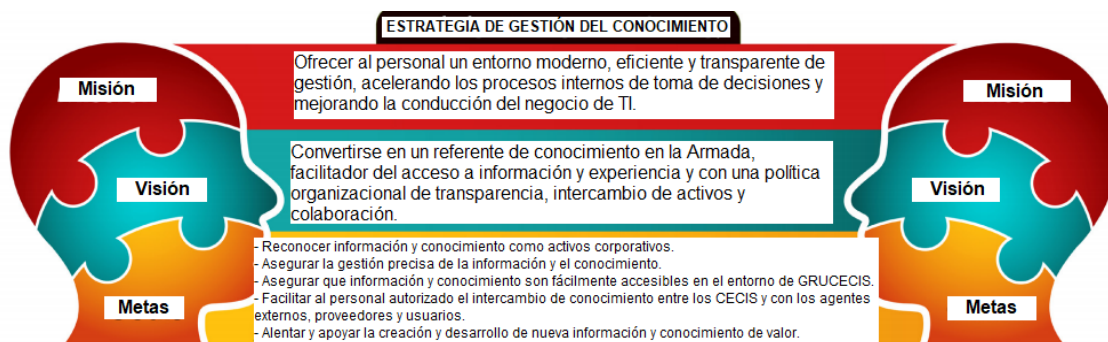 ESTRATEGIA DE GESTIÓN DEL CONOCIMIENTO
Misión
Ofrecer al personal un entorno moderno, eficiente y transparente de
gestión, acelerando los procesos internos de toma de decisiones y
mejorando la conducción del negocio de TI.
Misión
Visión
Convertirse en un referente de conocimiento en la Armada,
facilitador del acceso a información y experiencia y con una política
organizacional de transparencia, intercambio de activos y
colaboración.
Visión
Metas
- Reconocer información y conocimiento como activos corporativos.
- Asegurar la gestión precisa de la información y el conocimiento.
- Asegurar que información y conocimiento son fácilmente accesibles en el entorno de GRUCECIS.
- Facilitar al personal autorizado el intercambio de conocimiento entre los CECIS y con los agentes
externos, proveedores y usuarios.
- Alentar y apoyar la creación y desarrollo de nueva información y conocimiento de valor.
Metas